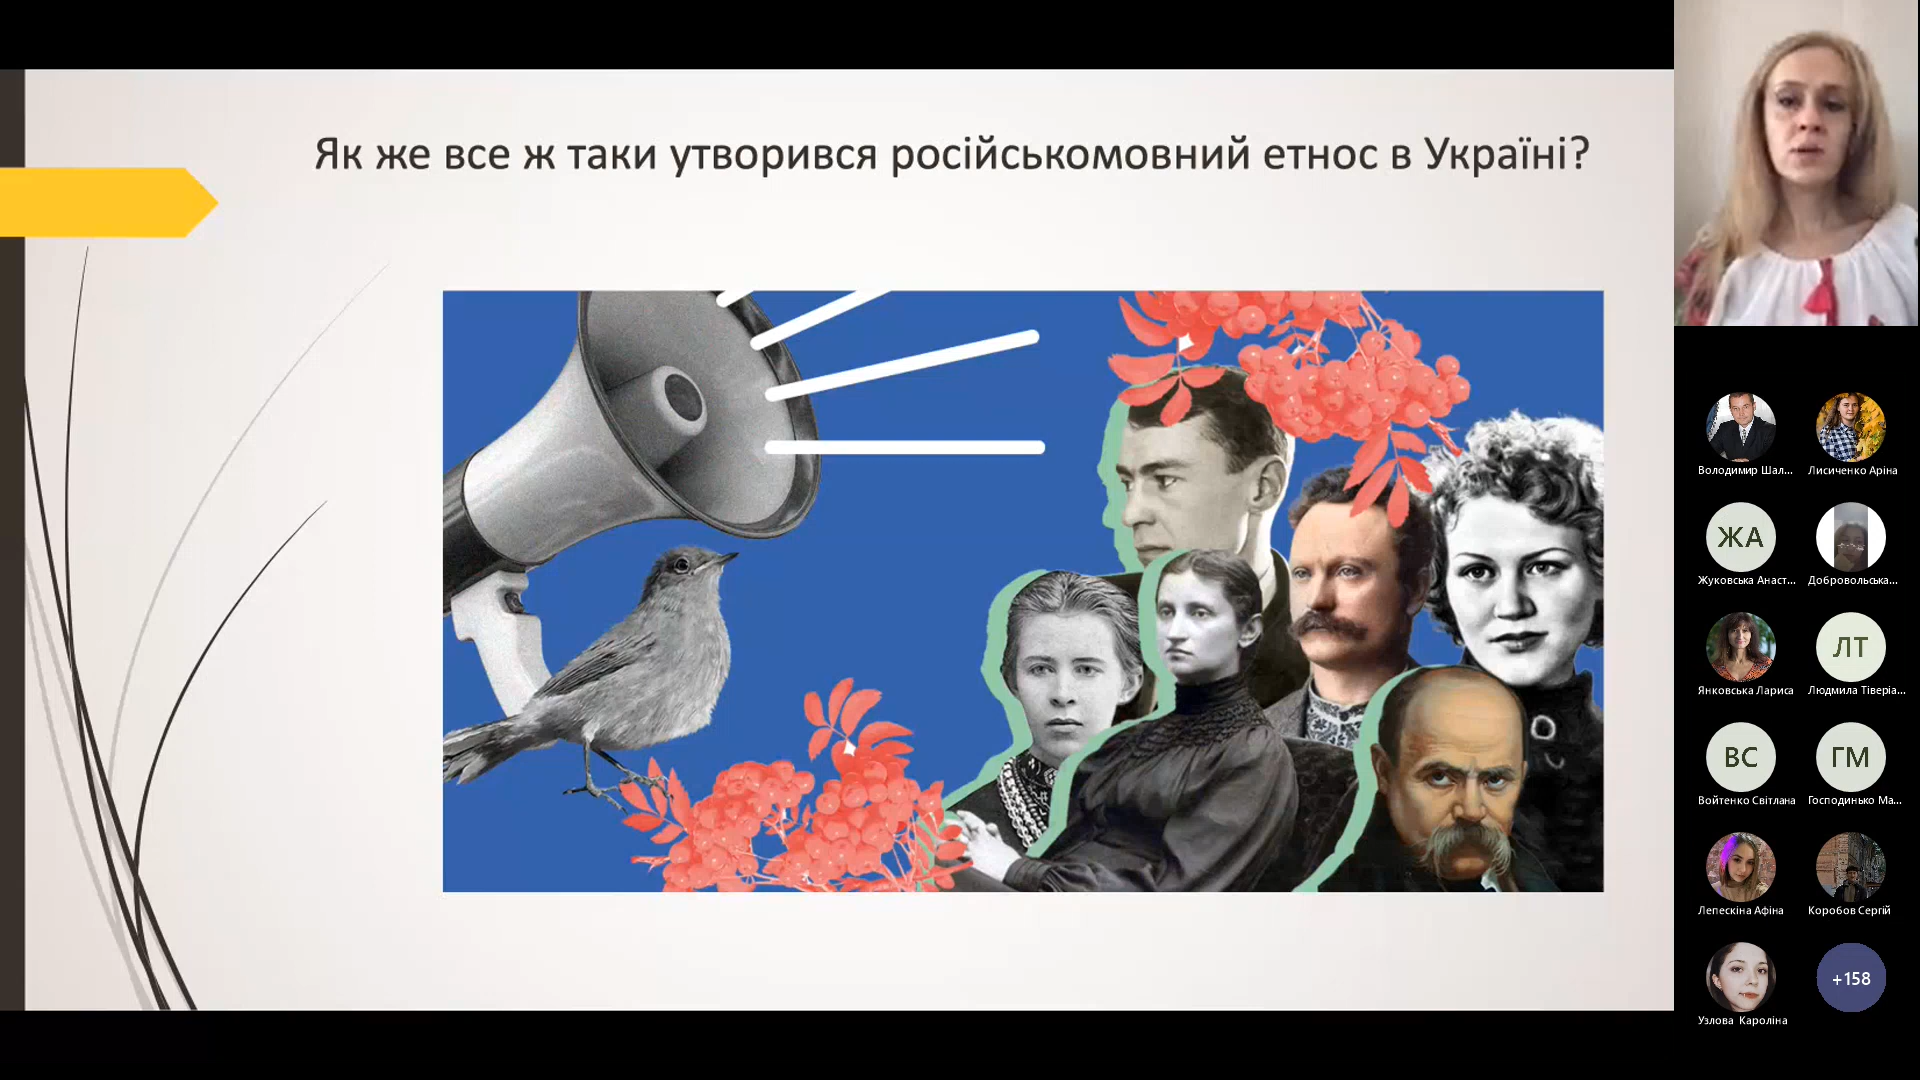 Як же все ж таки утворився російськомовний етнос в Україні?
Володимир Шал...
Лисиченко Аріна
ЖА
Жуковська Анаст...
Добровольська...
Янковська Лариса
ЛТ
Людмила Тіверіа...
ВС
Войтенко Світлана
ГМ
Господинько Ма...
Лепескіна Афіна
Коробов Сергій
Узлова Кароліна
+158